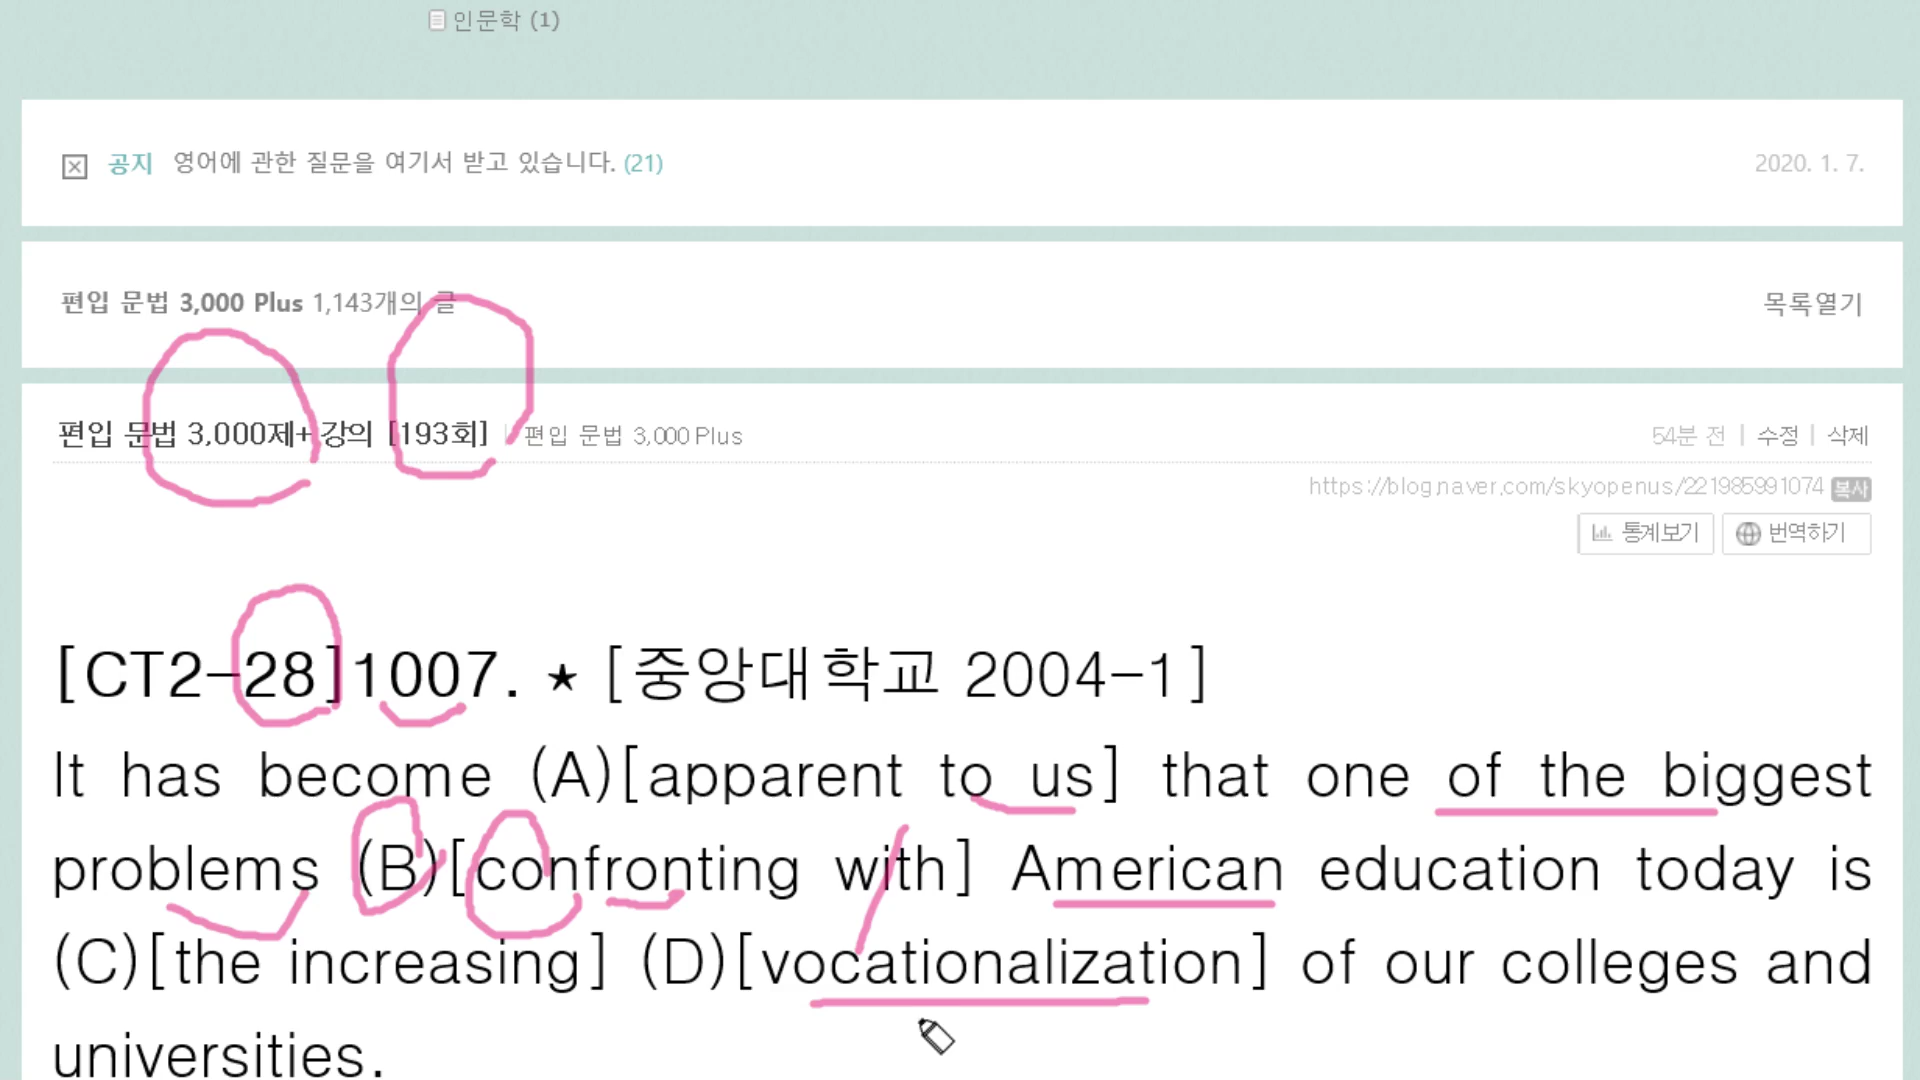 인문학 (1)
공지 영어에 관한 질문을 여기서 받고 있습니다. (21) 2020. 1. 7.
편입 문법 3,000 Plus 1,143개의 글 목록열기
편입 문법 3,000제+ 강의 [193회] | 편입 문법 3,000 Plus 54분 전 | 수정 | 삭제
https://blog.naver.com/skyopenus/221985991074 복사
통계보기 번역하기
[CT2-28]1007. ★ [중앙대학교 2004-1]
It has become (A)[apparent to us] that one of the biggest
problems (B)[confronting with] American education today is
(C)[the increasing] (D)[vocationalization] of our colleges and
universities.